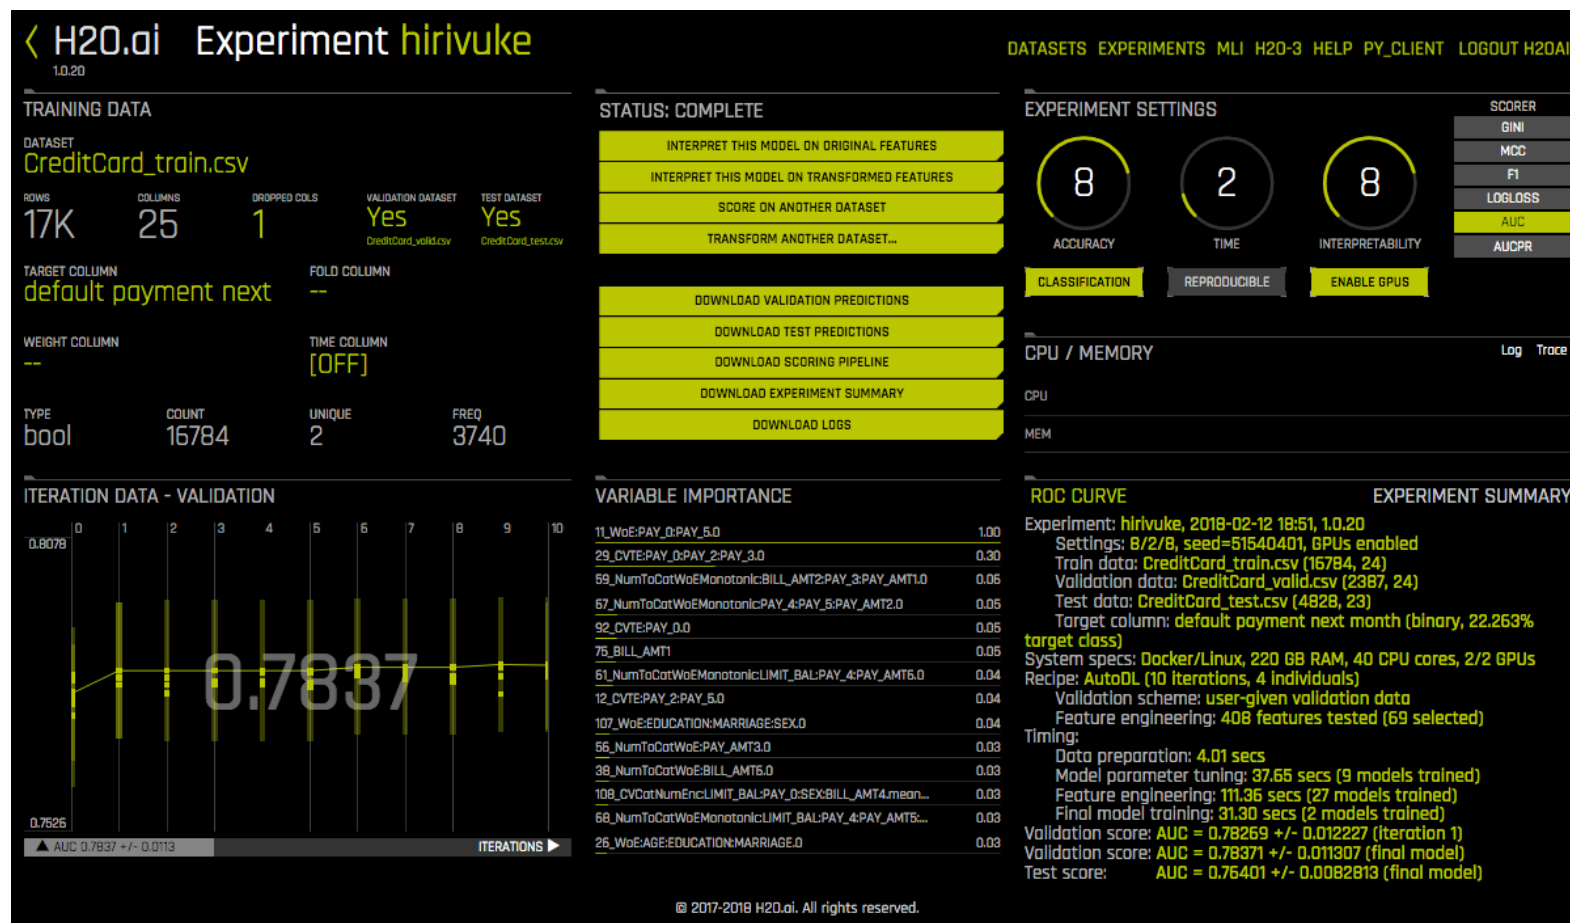 H2O.ai Experiment hirivuke
1.0.20
DATASETS EXPERIMENTS MLI H2O-3 HELP PY_CLIENT LOGOUT H2OAI
TRAINING DATA
DATASET
CreditCard_train.csv
ROWS COLUMNS DROPPED COLS VALIDATION DATASET TEST DATASET
17K 25 1 Yes Yes
CreditCard_valid.csv CreditCard_test.csv
TARGET COLUMN FOLD COLUMN
default payment next --
WEIGHT COLUMN TIME COLUMN
-- [OFF]
TYPE COUNT UNIQUE FREQ
bool 16784 2 3740
STATUS: COMPLETE
INTERPRET THIS MODEL ON ORIGINAL FEATURES
INTERPRET THIS MODEL ON TRANSFORMED FEATURES
SCORE ON ANOTHER DATASET
TRANSFORM ANOTHER DATASET...
DOWNLOAD VALIDATION PREDICTIONS
DOWNLOAD TEST PREDICTIONS
DOWNLOAD SCORING PIPELINE
DOWNLOAD EXPERIMENT SUMMARY
DOWNLOAD LOGS
EXPERIMENT SETTINGS
8 2 8
ACCURACY TIME INTERPRETABILITY
CLASSIFICATION REPRODUCIBLE ENABLE GPUS
SCORER
GINI
MCC
F1
LOGLOSS
AUC
AUCPR
CPU / MEMORY Log Trace
CPU
MEM
ITERATION DATA - VALIDATION
0 1 2 3 4 5 6 7 8 9 10
0.8078
0.7837
0.7526
AUC 0.7837 +/- 0.0113 ITERATIONS
VARIABLE IMPORTANCE
11_WoE:PAY_0:PAY_5.0 1.00
29_CVTE:PAY_0:PAY_2:PAY_3.0 0.30
59_NumToCatWoEMonotonic:BILL_AMT2:PAY_3:PAY_AMT1.0 0.06
67_NumToCatWoEMonotonic:PAY_4:PAY_5:PAY_AMT2.0 0.05
92_CVTE:PAY_0.0 0.05
75_BILL_AMT1 0.05
61_NumToCatWoEMonotonic:LIMIT_BAL:PAY_4:PAY_AMT6.0 0.04
12_CVTE:PAY_2:PAY_5.0 0.04
107_WoE:EDUCATION:MARRIAGE:SEX.0 0.04
56_NumToCatWoE:PAY_AMT3.0 0.03
38_NumToCatWoE:BILL_AMT6.0 0.03
108_CVCatNumEnc:LIMIT_BAL:PAY_0:SEX:BILL_AMT4.mean... 0.03
68_NumToCatWoEMonotonic:LIMIT_BAL:PAY_4:PAY_AMT5:... 0.03
26_WoE:AGE:EDUCATION:MARRIAGE.0 0.03
ROC CURVE EXPERIMENT SUMMARY
Experiment: hirivuke, 2018-02-12 18:51, 1.0.20
Settings: 8/2/8, seed=51540401, GPUs enabled
Train data: CreditCard_train.csv (16784, 24)
Validation data: CreditCard_valid.csv (2387, 24)
Test data: CreditCard_test.csv (4828, 23)
Target column: default payment next month (binary, 22.263%
target class)
System specs: Docker/Linux, 220 GB RAM, 40 CPU cores, 2/2 GPUs
Recipe: AutoDL (10 iterations, 4 individuals)
Validation scheme: user-given validation data
Feature engineering: 408 features tested (69 selected)
Timing:
Data preparation: 4.01 secs
Model parameter tuning: 37.65 secs (9 models trained)
Feature engineering: 111.36 secs (27 models trained)
Final model training: 31.30 secs (2 models trained)
Validation score: AUC = 0.78269 +/- 0.012227 (iteration 1)
Validation score: AUC = 0.78371 +/- 0.011307 (final model)
Test score: AUC = 0.76401 +/- 0.0082813 (final model)
© 2017-2018 H2O.ai. All rights reserved.